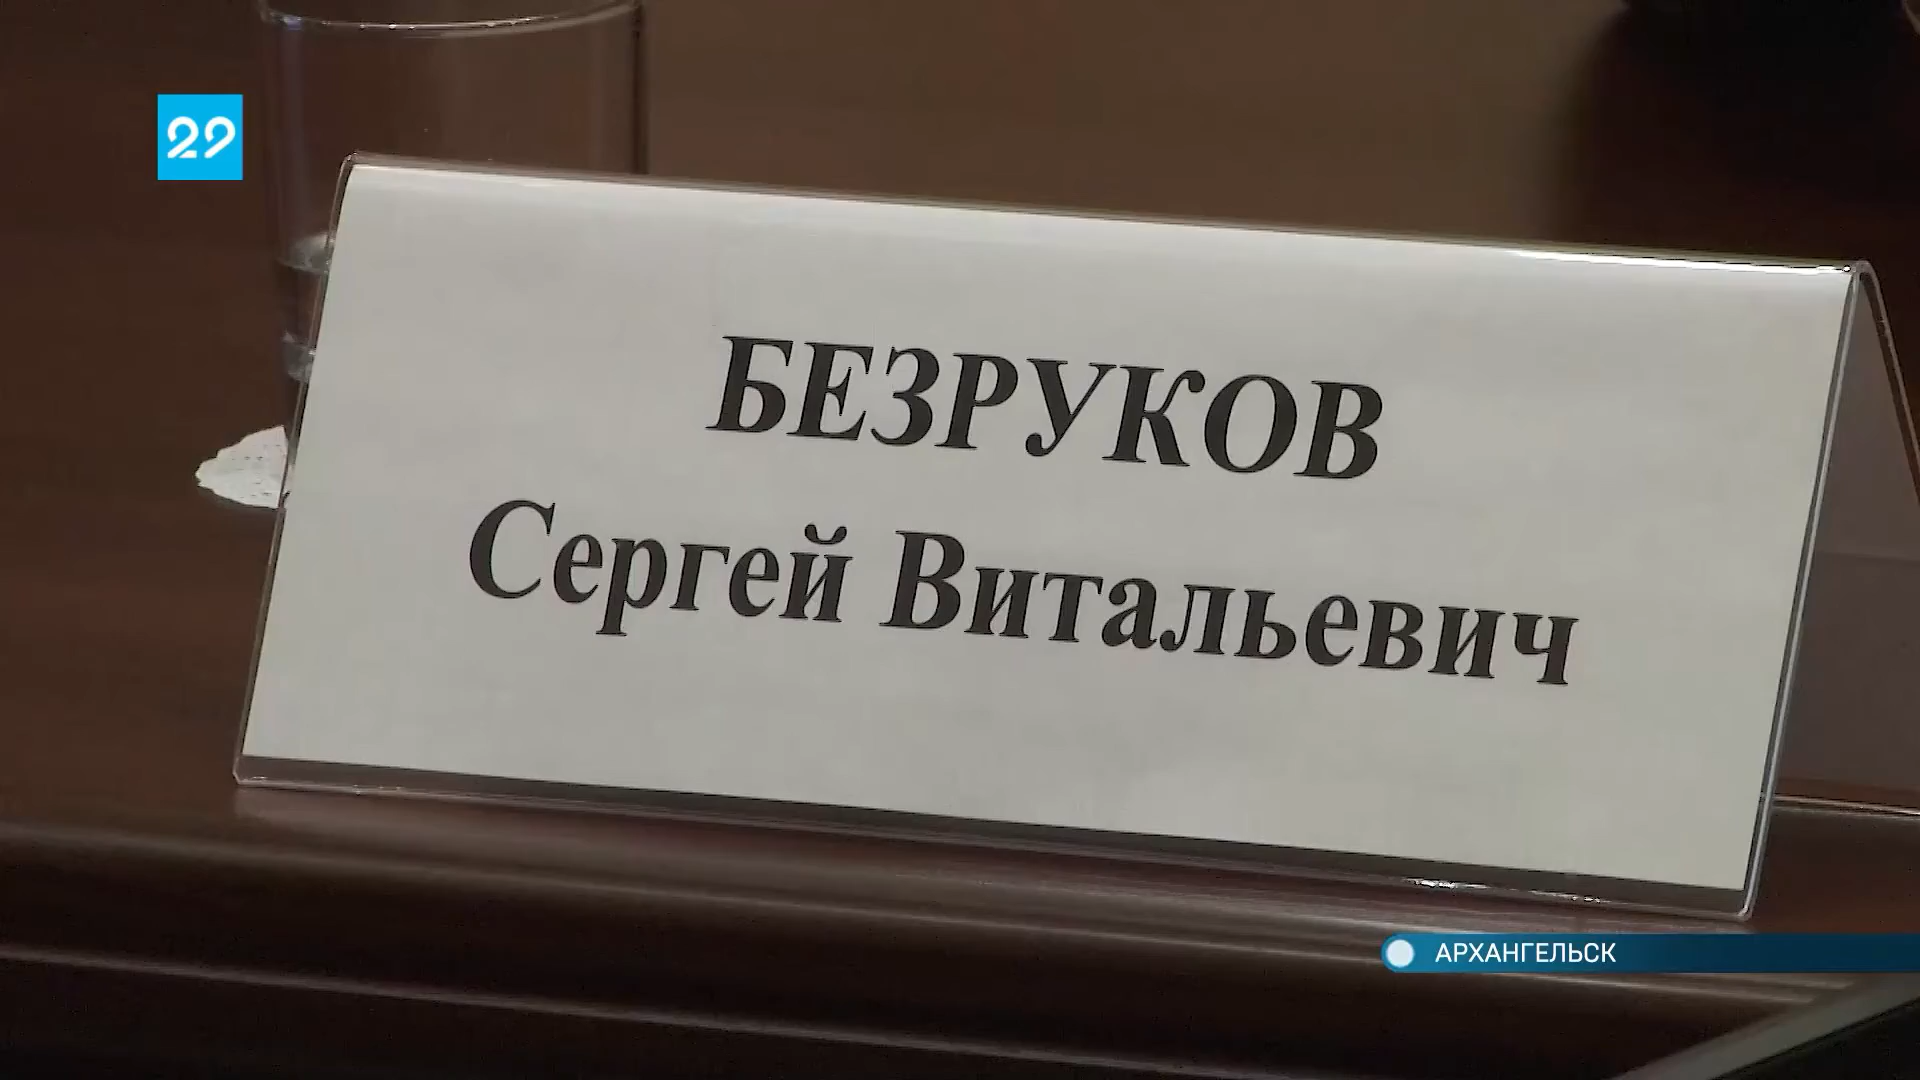 29
БЕЗРУКОВ
Сергей Витальевич
АРХАНГЕЛЬСК